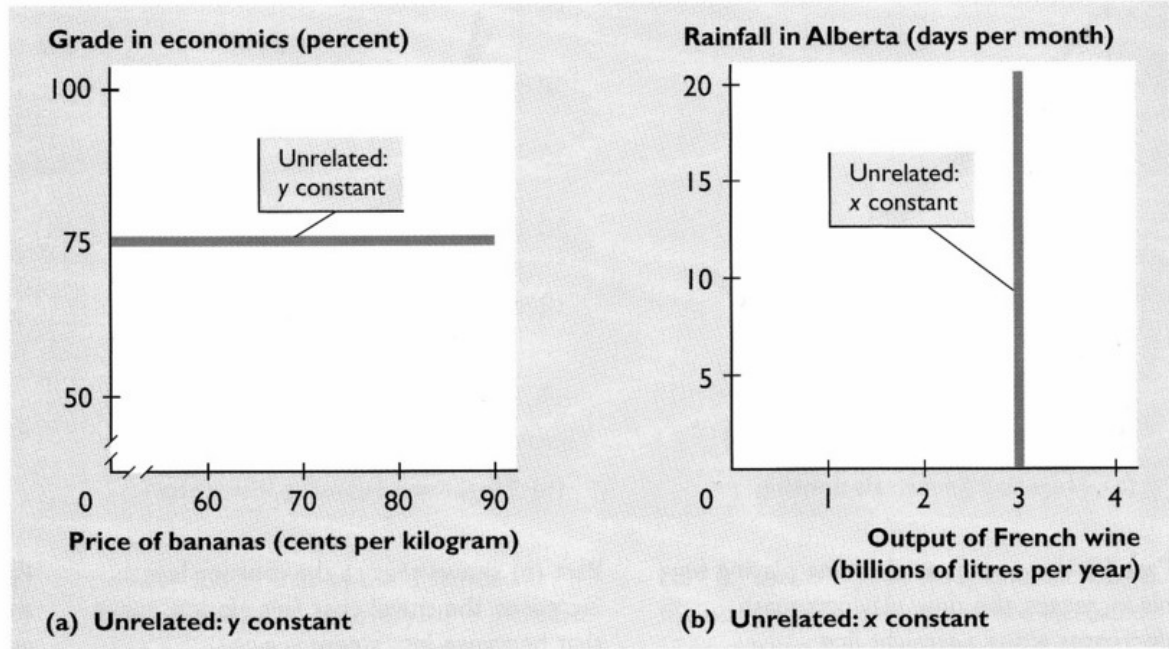 Grade in economics (percent)
100
75
50
0
60
70
80
90
Unrelated:
y constant
Price of bananas (cents per kilogram)
(a) Unrelated: y constant
Rainfall in Alberta (days per month)
20
15
10
5
0
1
2
3
4
Unrelated:
x constant
Output of French wine
(billions of litres per year)
(b) Unrelated: x constant